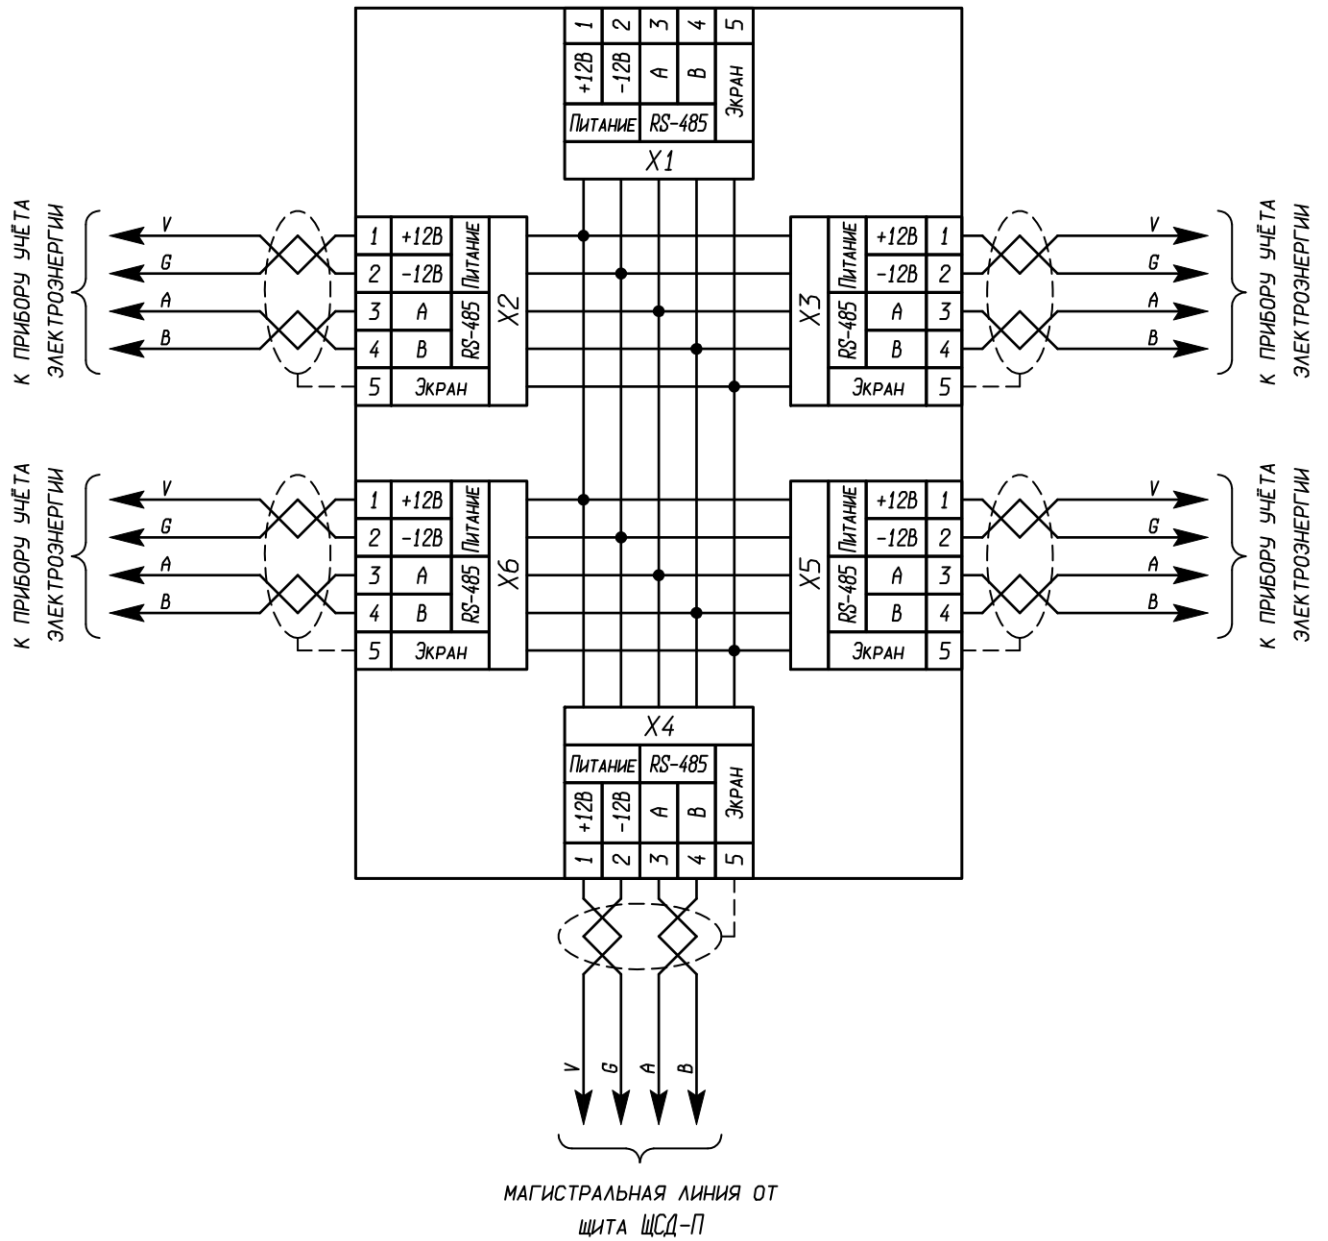 1 2 3 4 5
+12В -12В А В Экран
Питание RS-485
X1
К ПРИБОРУ УЧЁТА
ЭЛЕКТРОЭНЕРГИИ
V
G
A
B
1 +12В Питание
2 -12В
3 А RS-485
4 В
5 Экран
X2
X3
Питание +12В 1
-12В 2
RS-485 А 3
В 4
Экран 5
V
G
A
B
К ПРИБОРУ УЧЁТА
ЭЛЕКТРОЭНЕРГИИ
К ПРИБОРУ УЧЁТА
ЭЛЕКТРОЭНЕРГИИ
V
G
A
B
1 +12В Питание
2 -12В
3 А RS-485
4 В
5 Экран
X6
X5
Питание +12В 1
-12В 2
RS-485 А 3
В 4
Экран 5
V
G
A
B
К ПРИБОРУ УЧЁТА
ЭЛЕКТРОЭНЕРГИИ
X4
Питание RS-485
+12В -12В А В Экран
1 2 3 4 5
V G A B
МАГИСТРАЛЬНАЯ ЛИНИЯ ОТ
ЩИТА ЩСД-П